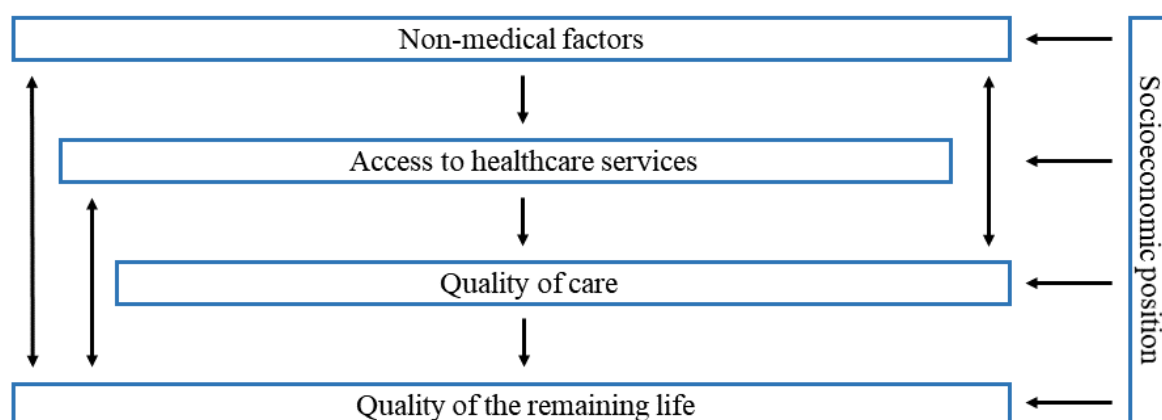 Non-medical factors
Access to healthcare services
Quality of care
Quality of the remaining life
Socioeconomic position